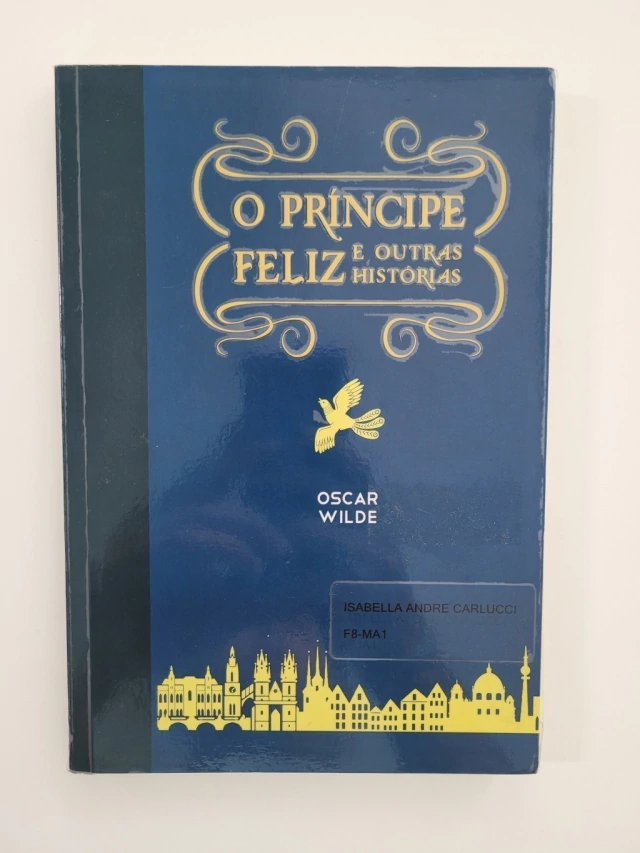 O PRÍNCIPE
FELIZ E OUTRAS
HISTÓRIAS
OSCAR
WILDE
ISABELLA ANDRE CARLUCCI
F8-MA1